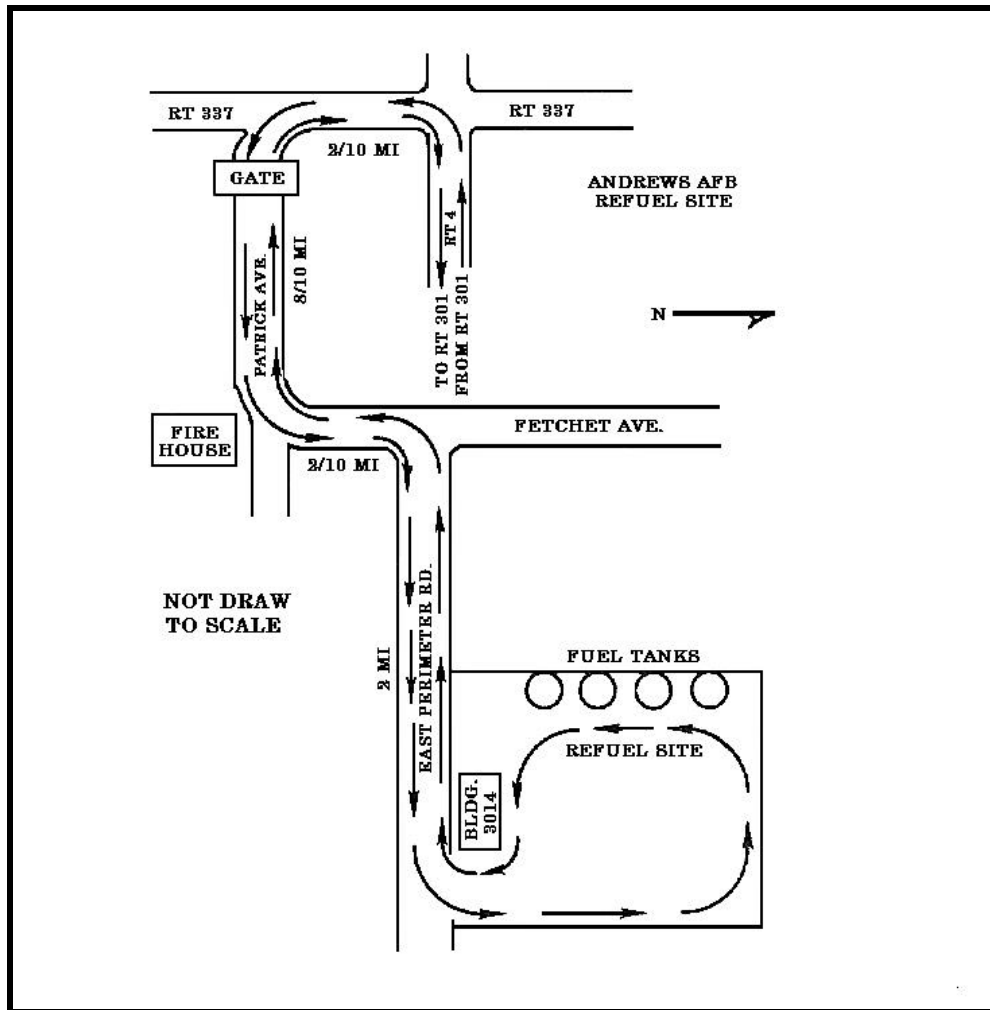 RT 337
RT 337
2/10 MI
GATE
ANDREWS AFB
REFUEL SITE
PATRICK AVE.
8/10 MI
RT 4
TO RT 301
FROM RT 301
N
FIRE
HOUSE
FETCHET AVE.
2/10 MI
NOT DRAW
TO SCALE
2 MI
EAST PERIMETER RD.
FUEL TANKS
REFUEL SITE
BLDG.
3014